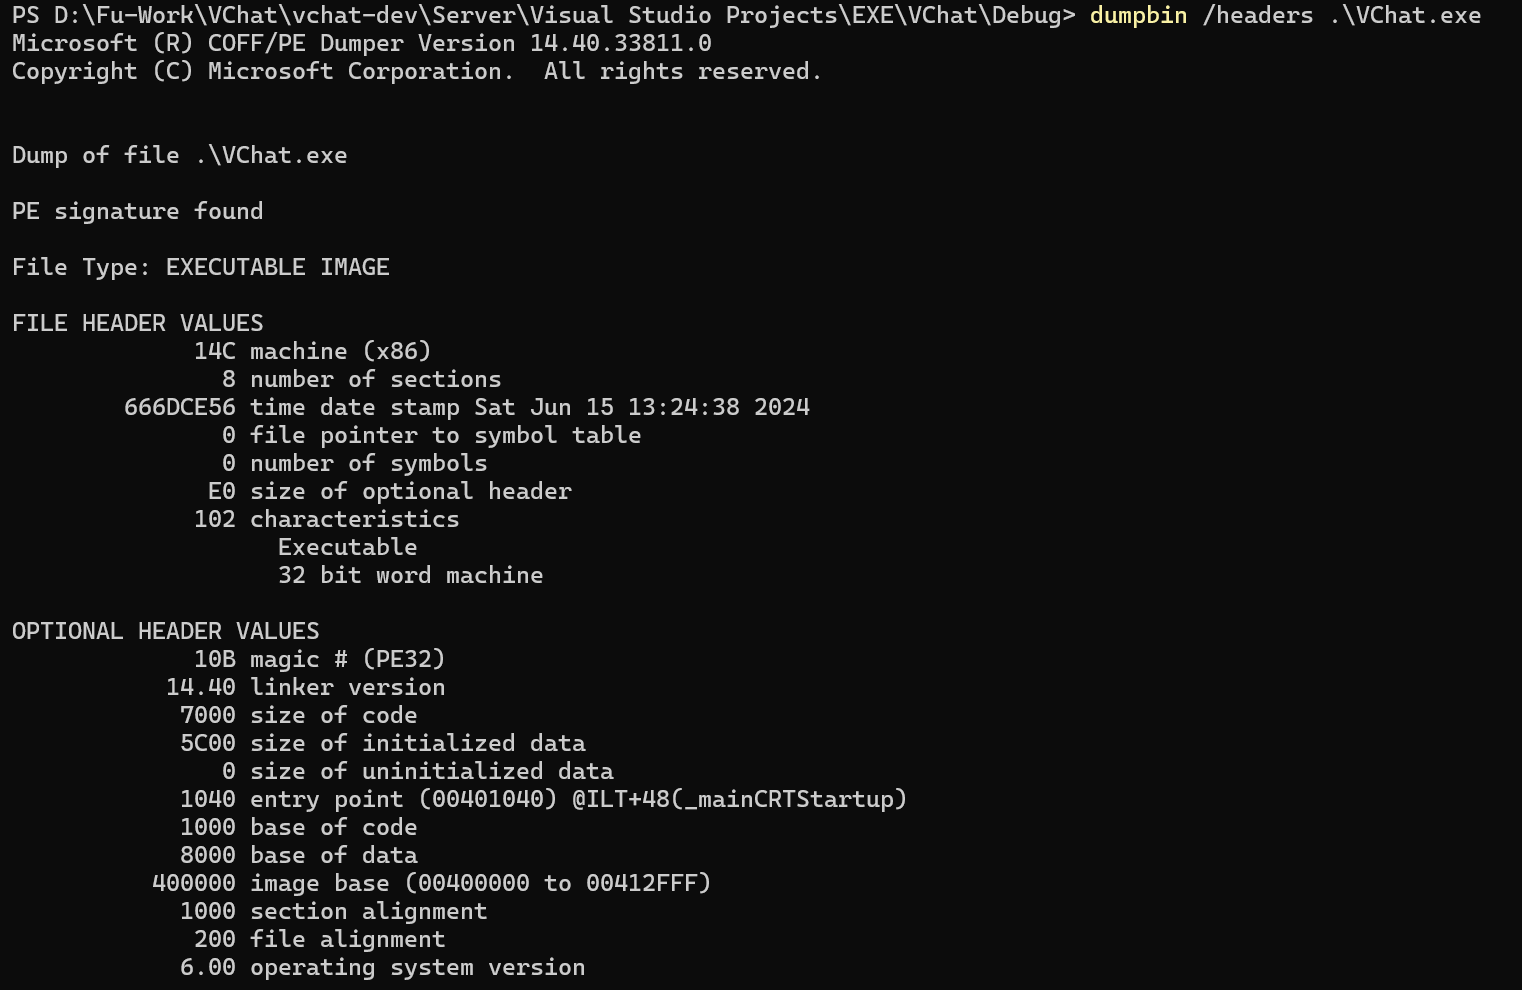 PS D:\Fu-Work\VChat\vchat-dev\Server\Visual Studio Projects\EXE\VChat\Debug> dumpbin /headers .\VChat.exe
Microsoft (R) COFF/PE Dumper Version 14.40.33811.0
Copyright (C) Microsoft Corporation.  All rights reserved.
Dump of file .\VChat.exe
PE signature found
File Type: EXECUTABLE IMAGE
FILE HEADER VALUES
             14C machine (x86)
               8 number of sections
        666DCE56 time date stamp Sat Jun 15 13:24:38 2024
               0 file pointer to symbol table
               0 number of symbols
              E0 size of optional header
             102 characteristics
                   Executable
                   32 bit word machine
OPTIONAL HEADER VALUES
             10B magic # (PE32)
           14.40 linker version
            7000 size of code
            5C00 size of initialized data
               0 size of uninitialized data
            1040 entry point (00401040) @ILT+48(_mainCRTStartup)
            1000 base of code
            8000 base of data
          400000 image base (00400000 to 00412FFF)
            1000 section alignment
             200 file alignment
            6.00 operating system version